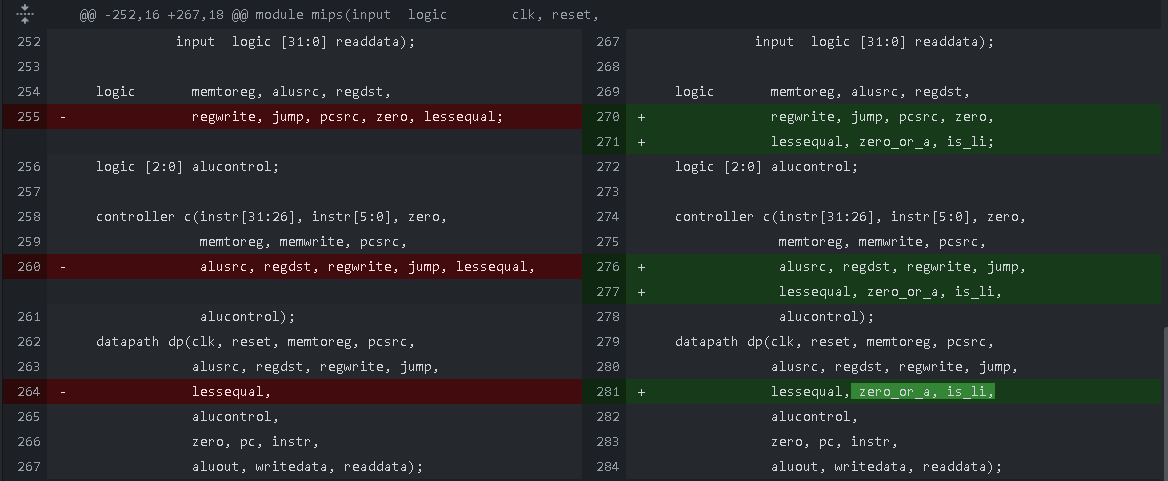 @@ -252,16 +267,18 @@ module mips(input  logic        clk, reset,
252              input  logic [31:0] readaddata);
253
254    logic       memtoreg, alusrc, regdst,
255  -             regwrite, jump, pcsrc, zero, lessequal;
256    logic [2:0] alucontrol;
257
258    controller c(instr[31:26], instr[5:0], zero,
259                 memtoreg, memwrite, pcsrc,
260  -              alusrc, regdst, regwrite, jump, lessequal,
261                 alucontrol);
262    datapath dp(clk, reset, memtoreg, pcsrc,
263                alusrc, regdst, regwrite, jump,
264  -             lessequal,
265                alucontrol,
266                zero, pc, instr,
267                aluout, writedata, readdata);
267              input  logic [31:0] readdata);
268
269    logic       memtoreg, alusrc, regdst,
270  +             regwrite, jump, pcsrc, zero,
271  +             lessequal, zero_or_a, is_li;
272    logic [2:0] alucontrol;
273
274    controller c(instr[31:26], instr[5:0], zero,
275                 memtoreg, memwrite, pcsrc,
276  +              alusrc, regdst, regwrite, jump,
277  +              lessequal, zero_or_a, is_li,
278                 alucontrol);
279    datapath dp(clk, reset, memtoreg, pcsrc,
280                alusrc, regdst, regwrite, jump,
281  +             lessequal, zero_or_a, is_li,
282                alucontrol,
283                zero, pc, instr,
284                aluout, writedata, readdata);